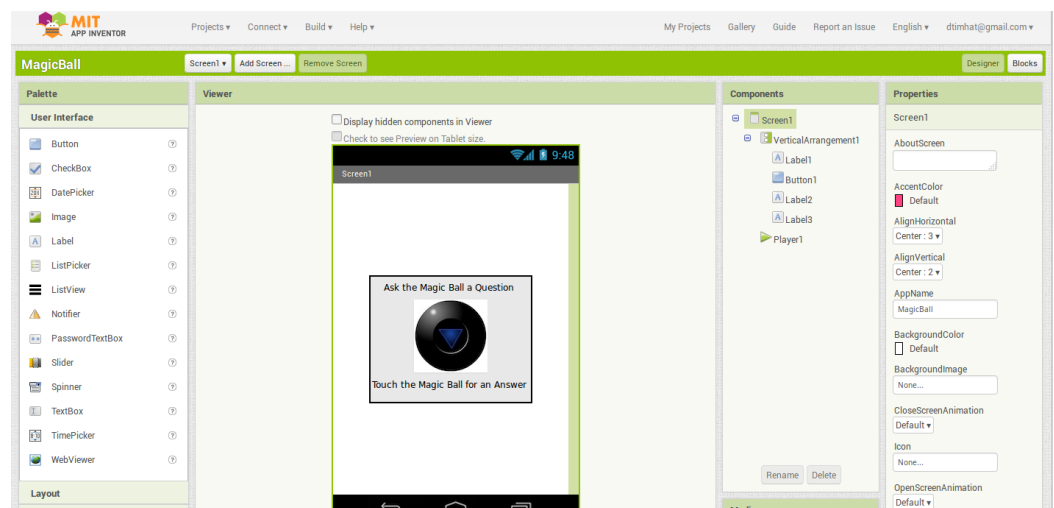 MIT
APP INVENTOR
Projects ▾ Connect ▾ Build ▾ Help ▾
My Projects Gallery Guide Report an Issue English ▾ dtimhat@gmail.com ▾
MagicBall
Screen1 ▾ Add Screen ... Remove Screen
Designer Blocks
Palette
User Interface
Button ?
CheckBox ?
DatePicker ?
Image ?
Label ?
ListPicker ?
ListView ?
Notifier ?
PasswordTextBox ?
Slider ?
Spinner ?
TextBox ?
TimePicker ?
WebViewer ?
Layout
Viewer
Display hidden components in Viewer
Check to see Preview on Tablet size.
9:48
Screen1
Ask the Magic Ball a Question
Touch the Magic Ball for an Answer
Components
Screen1
VerticalArrangement1
A Label1
Button1
A Label2
A Label3
Player1
Rename Delete
Properties
Screen1
AboutScreen
AccentColor
Default
AlignHorizontal
Center : 3 ▾
AlignVertical
Center : 2 ▾
AppName
MagicBall
BackgroundColor
Default
BackgroundImage
None...
CloseScreenAnimation
Default ▾
Icon
None...
OpenScreenAnimation
Default ▾